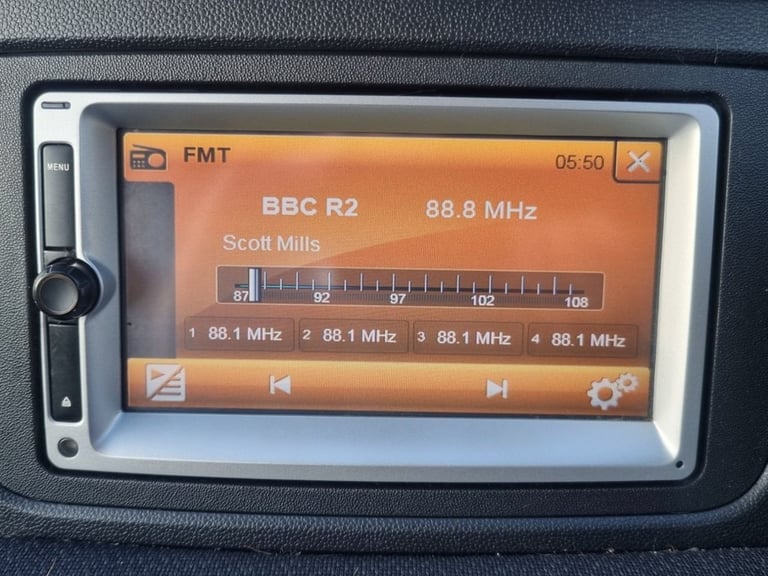 MENU
FMT 05:50
BBC R2 88.8 MHz
Scott Mills
87 92 97 102 108
1 88.1 MHz 2 88.1 MHz 3 88.1 MHz 4 88.1 MHz